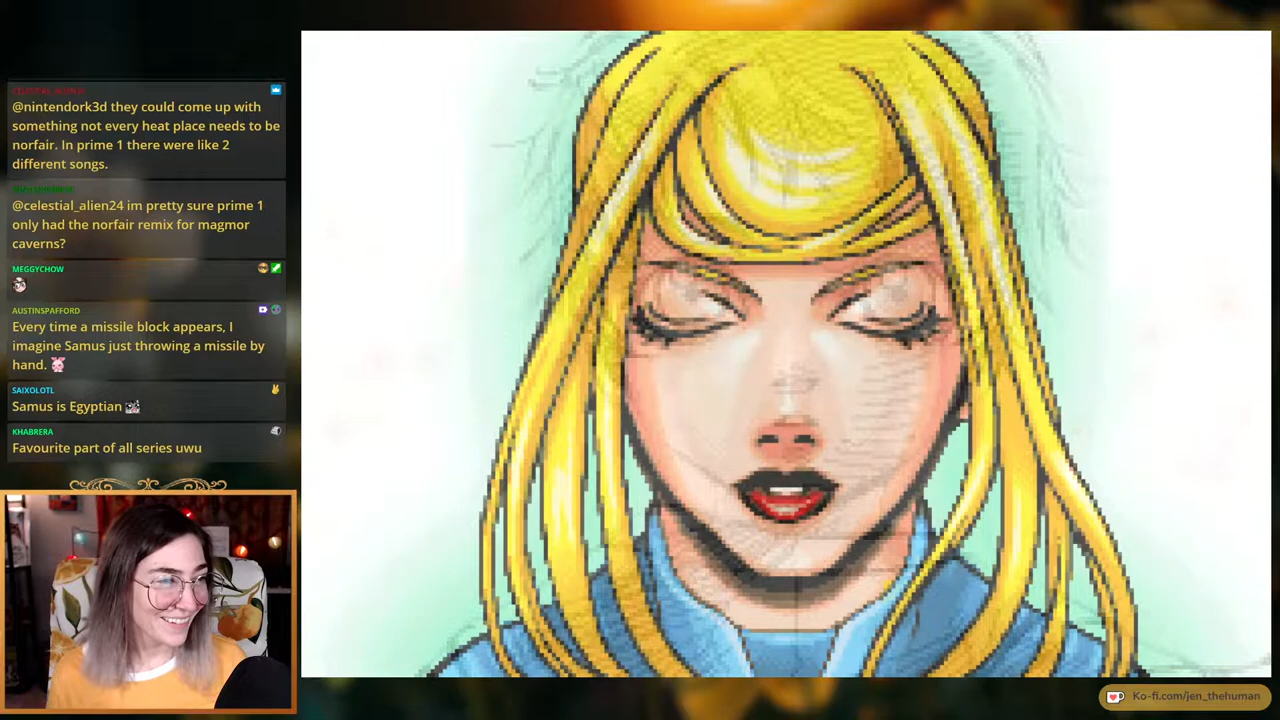 @nintendork3d they could come up with
something not every heat place needs to be
norfair. In prime 1 there were like 2
different songs.
@celestial_alien24 im pretty sure prime 1
only had the norfair remix for magmor
caverns?
MEGGYCHOW
AUSTINSPAFFORD
Every time a missile block appears, I
imagine Samus just throwing a missile by
hand.
SAIXOLOTL
Samus is Egyptian
KHABRERA
Favourite part of all series uwu
Ko-fi.com/jen_thehuman